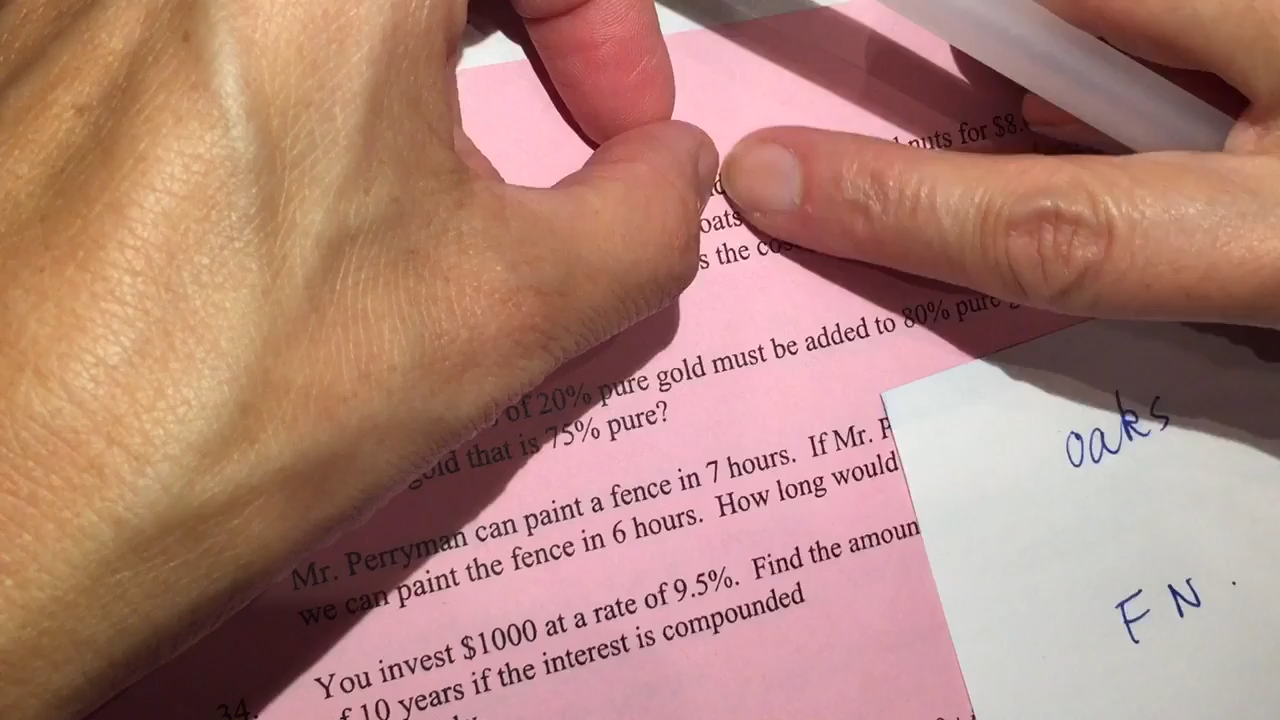 nuts for $8.
oats
s the cos
of 20% pure gold must be added to 80% pure
gold that is 75% pure?
Mr. Perryman can paint a fence in 7 hours. If Mr. P
we can paint the fence in 6 hours. How long would
34. You invest $1000 at a rate of 9.5%. Find the amoun
f 10 years if the interest is compounded
oaks
FN.